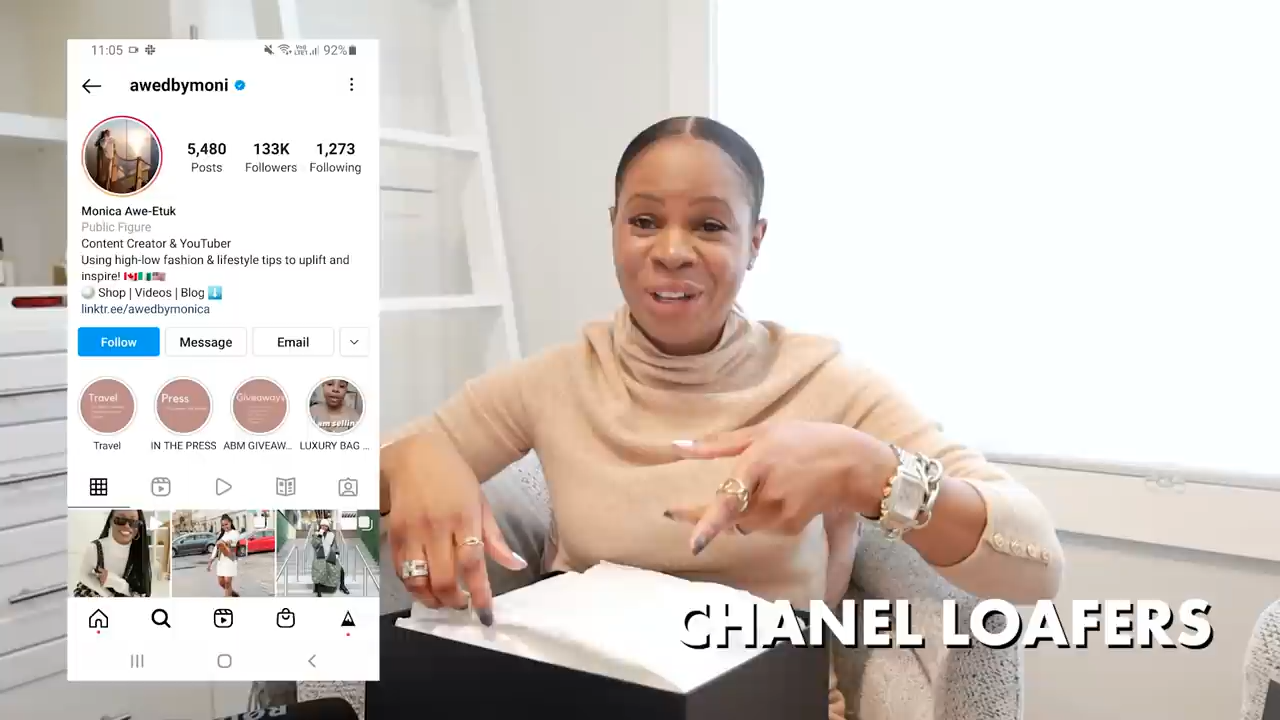 11:05
92%
awedbymoni
5,480
133K
1,273
Posts
Followers
Following
Monica Awe-Etuk
Public Figure
Content Creator & YouTuber
Using high-low fashion & lifestyle tips to uplift and
inspire!
Shop | Videos | Blog
linktr.ee/awedbymonica
Follow
Message
Email
Travel
Press
Giveaways
Travel
IN THE PRESS
ABM GIVEAW...
LUXURY BAG ...
CHANEL LOAFERS